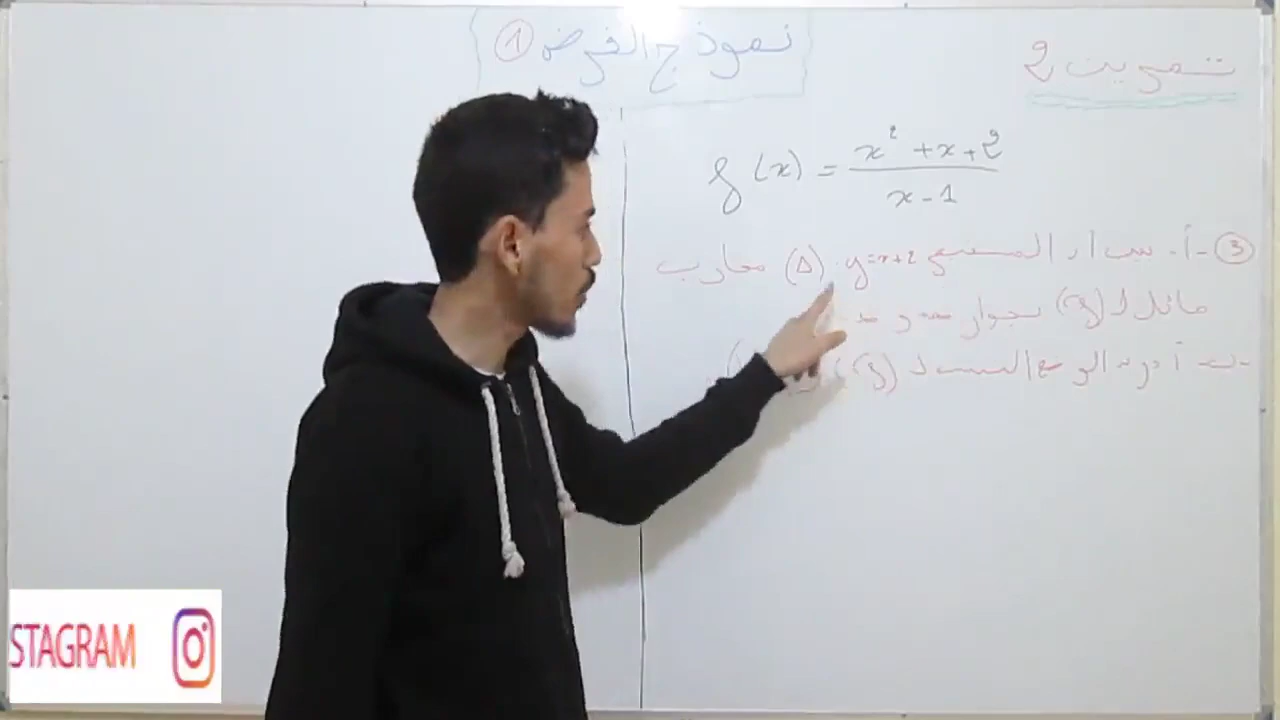 نموذج الفرض 1
تمرين 2
f(x) = (x² + x + 2) / (x - 1)
3 - أ - بين أن المستقيم y = x+2 (Δ) مقارب
مائل لـ (Cf) بجوار
ب - أدرس الوضع النسبي لـ (Cf)
STAGRAM